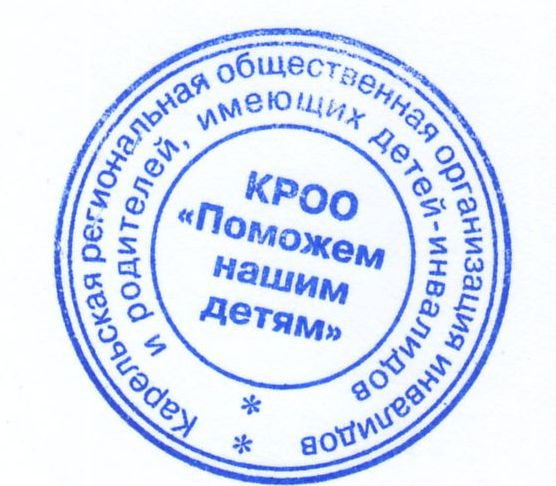 Карельская региональная общественная организация инвалидов
и родителей, имеющих детей-инвалидов
КРОО
«Поможем
нашим
детям»
* *